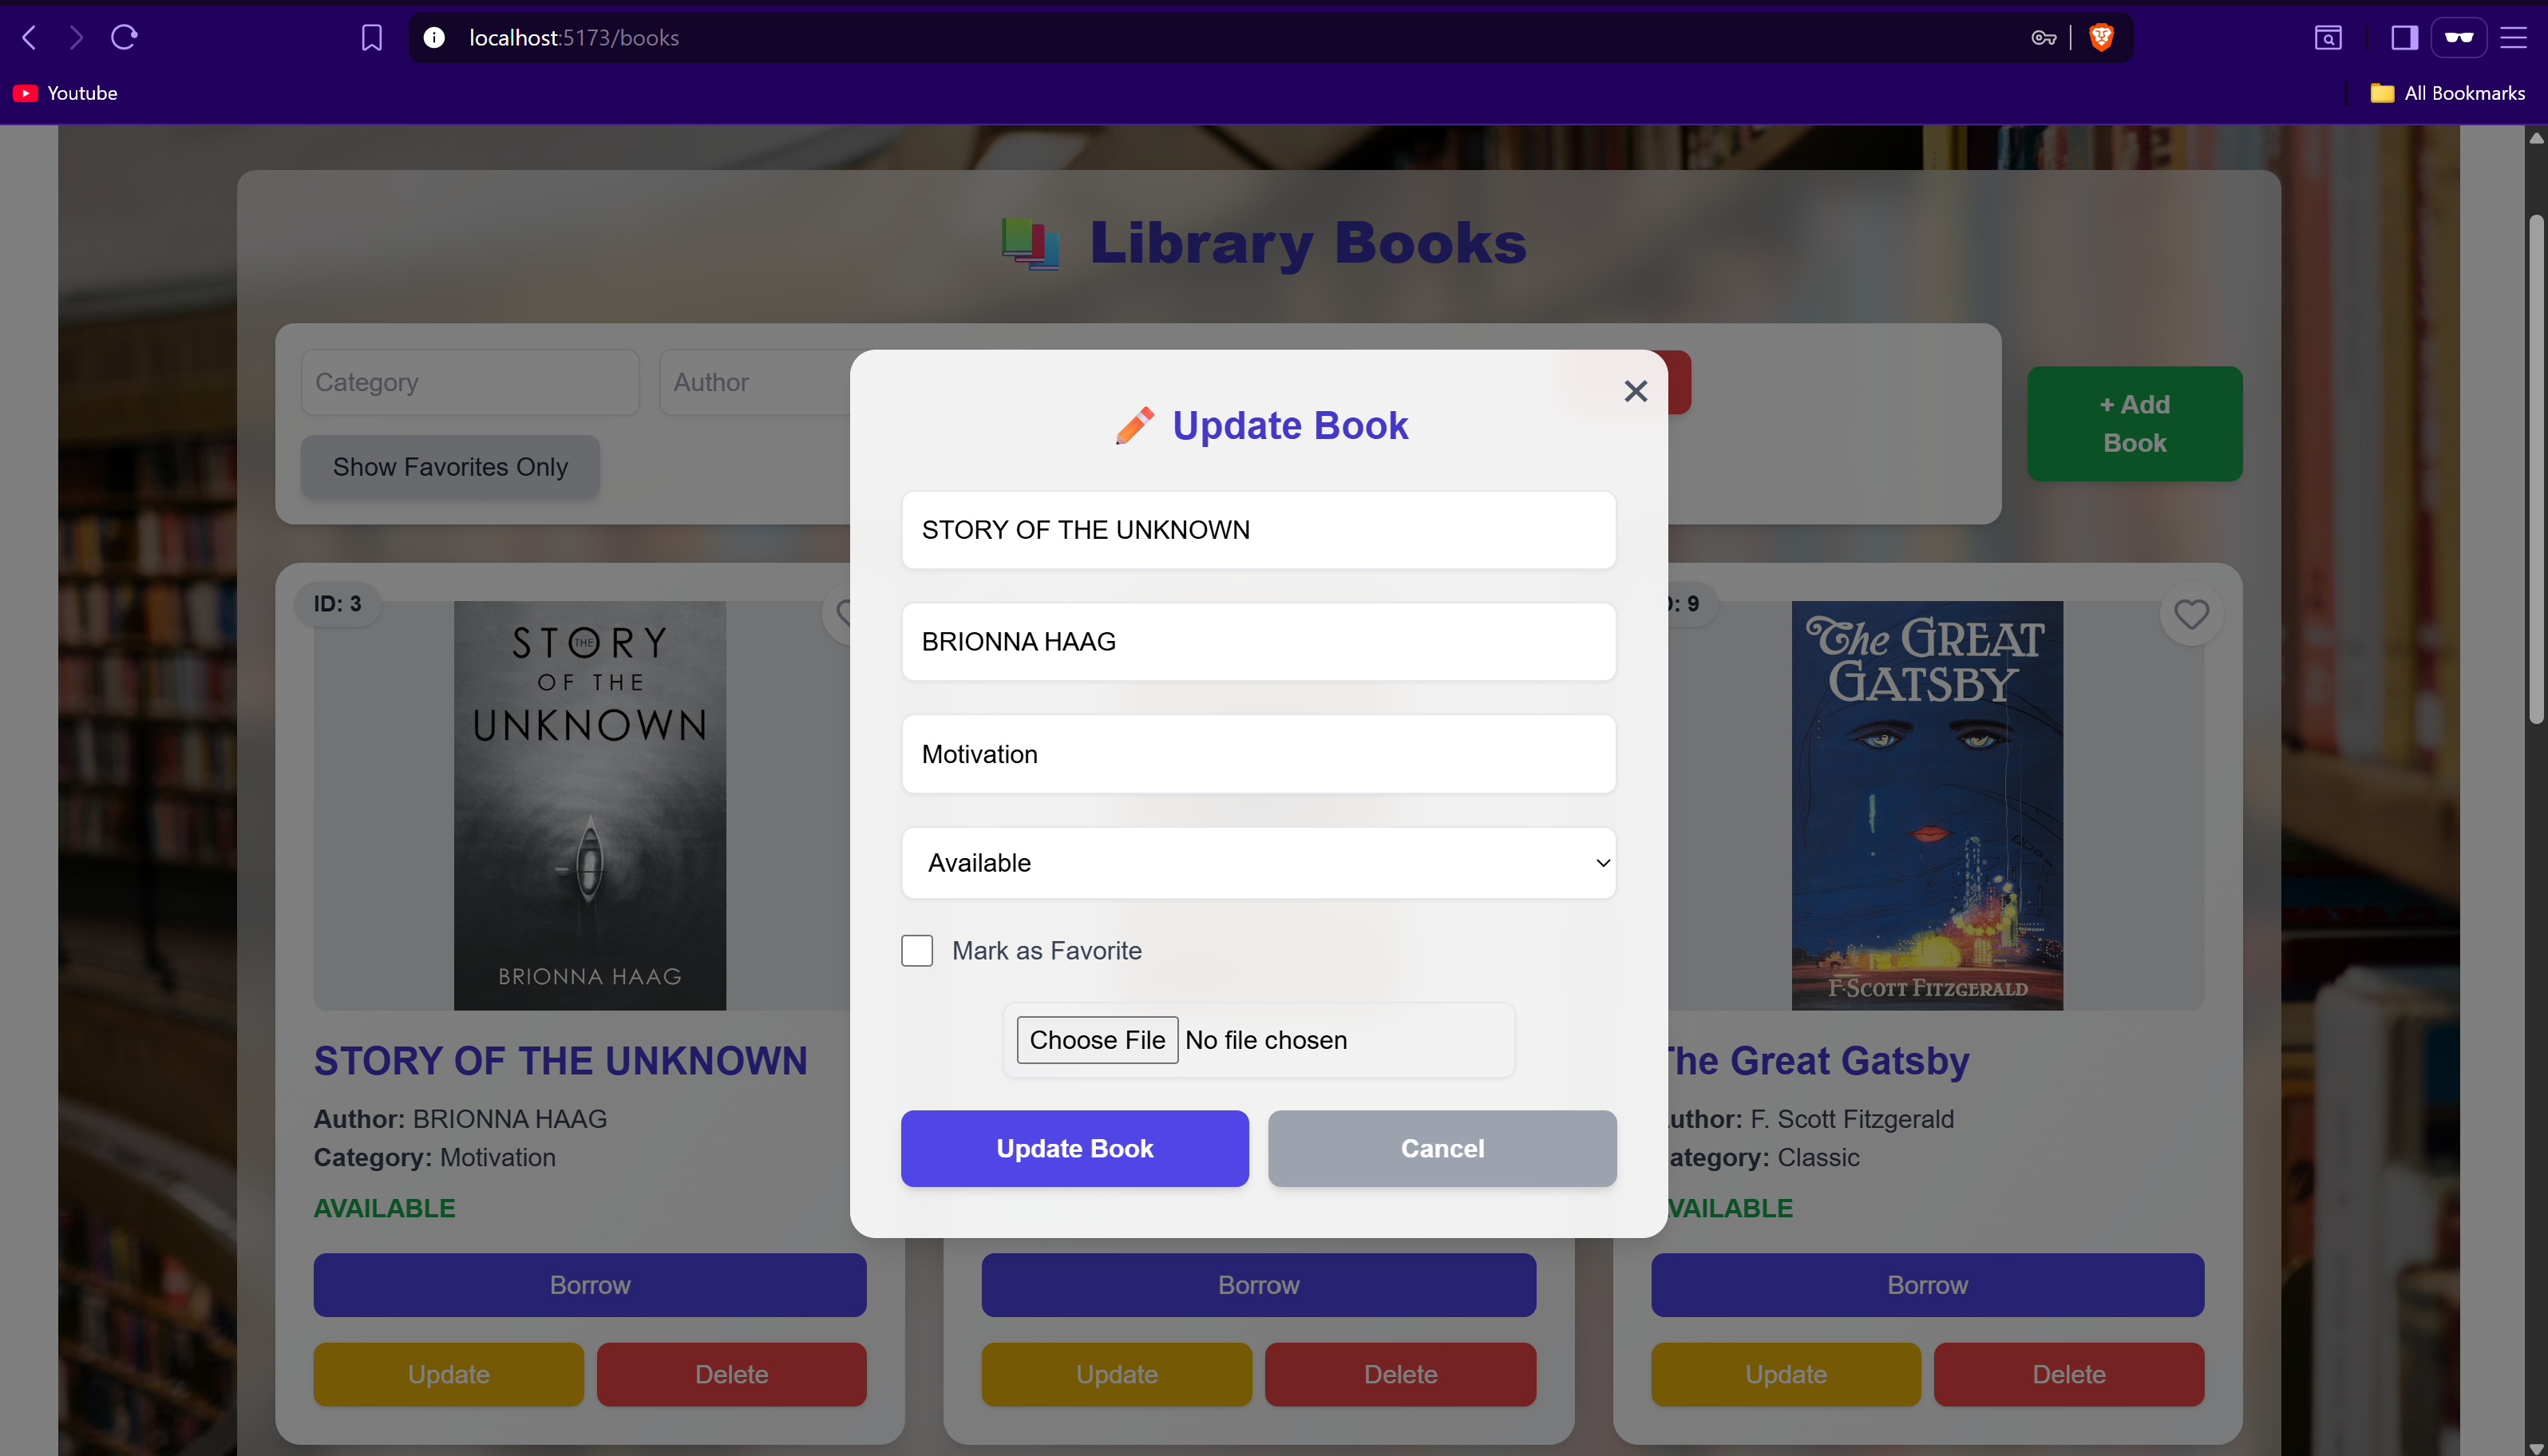 localhost:5173/books
Youtube
All Bookmarks
Library Books
Category
Author
+ Add
Book
Show Favorites Only
Update Book
STORY OF THE UNKNOWN
BRIONNA HAAG
Motivation
Available
Mark as Favorite
Choose File No file chosen
Update Book
Cancel
ID: 3
STORY
THE
OF THE
UNKNOWN
BRIONNA HAAG
STORY OF THE UNKNOWN
Author: BRIONNA HAAG
Category: Motivation
AVAILABLE
Borrow
Update
Delete
Borrow
Update
Delete
: 9
The GREAT
GATSBY
F·SCOTT FITZGERALD
The Great Gatsby
uthor: F. Scott Fitzgerald
ategory: Classic
VAILABLE
Borrow
Update
Delete